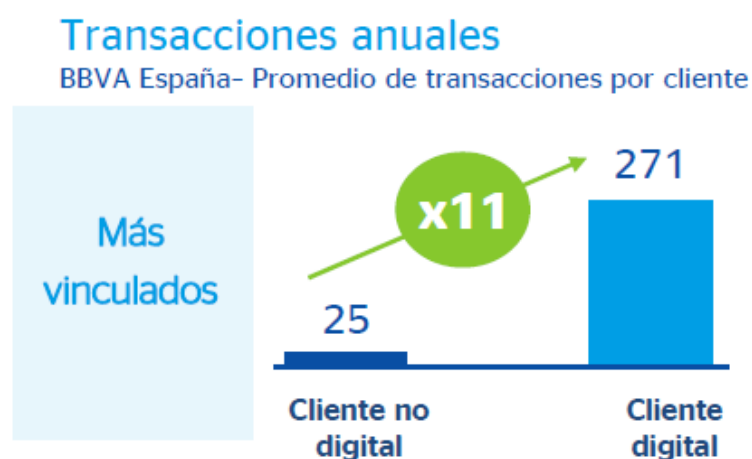 Transacciones anuales
BBVA España- Promedio de transacciones por cliente
Más
vinculados
x11
271
25
Cliente no
digital
Cliente
digital